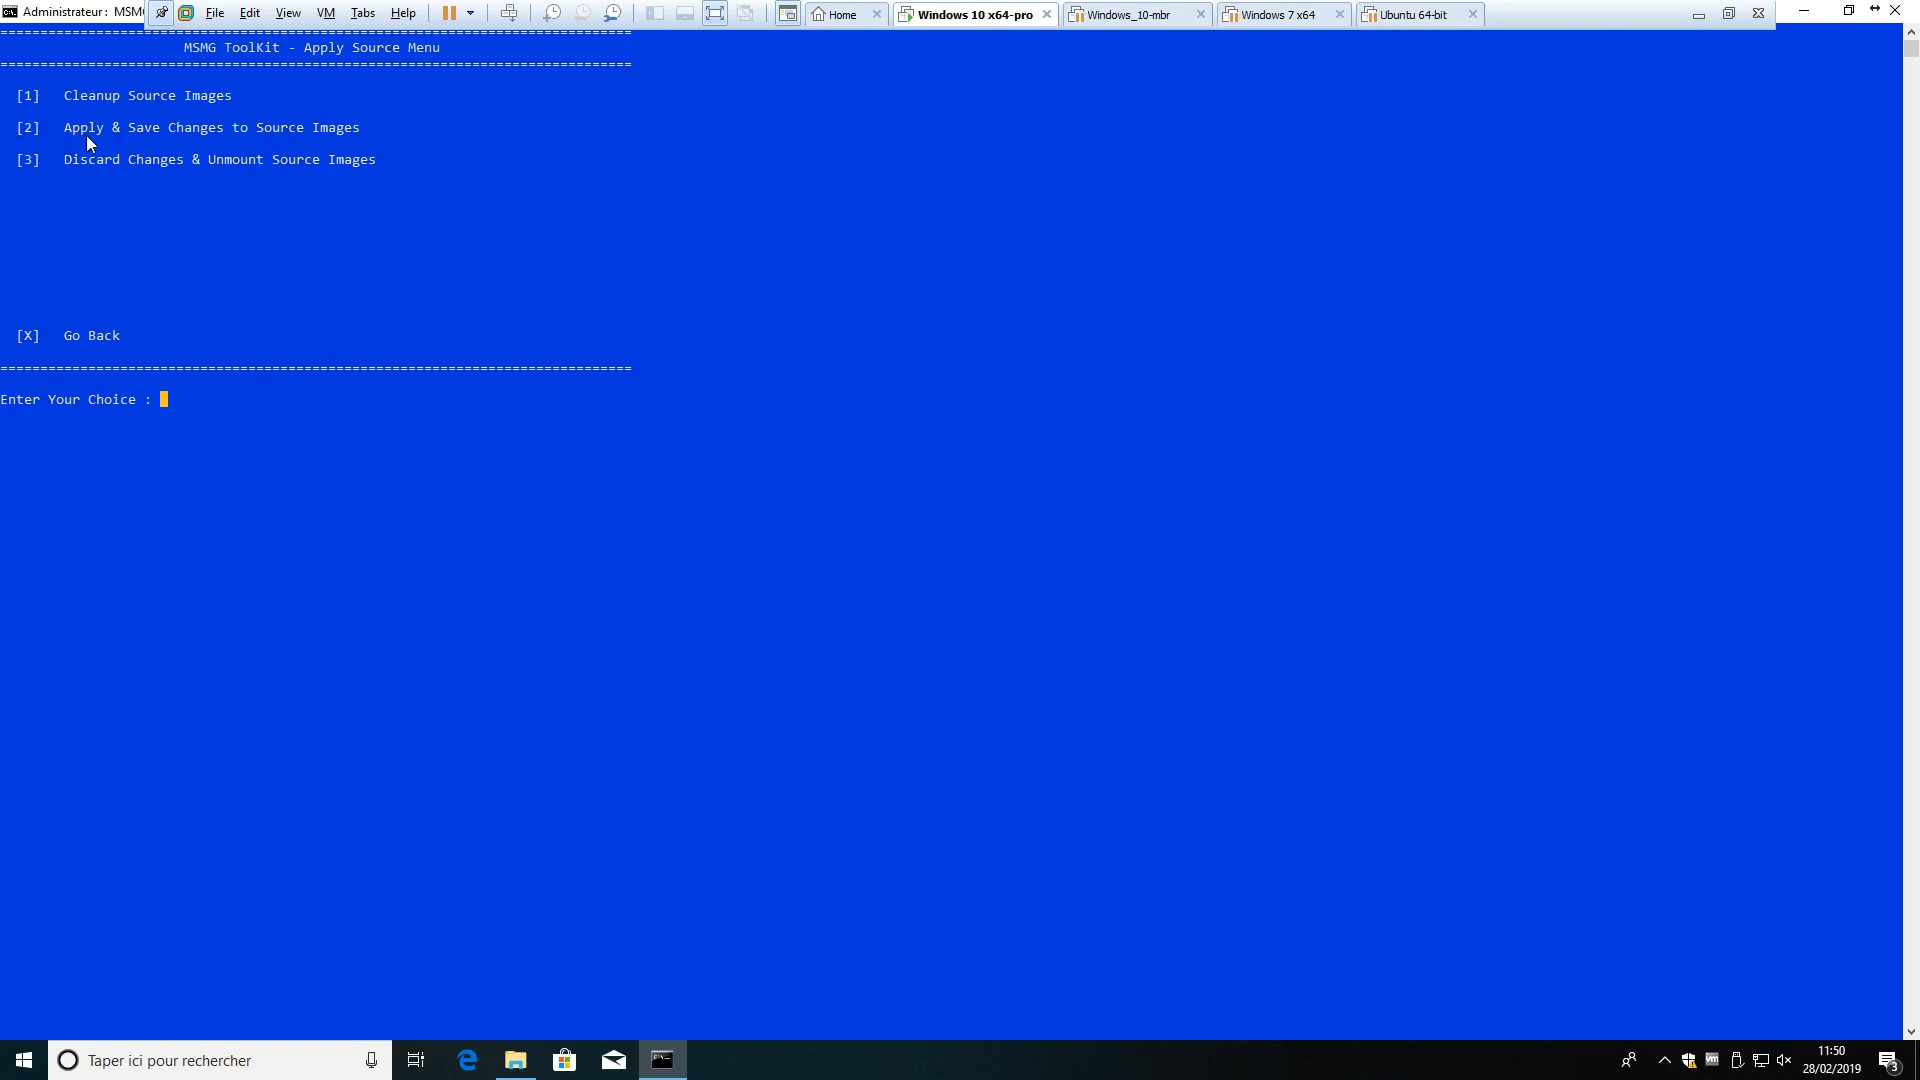 Administrateur : MSM
File Edit View VM Tabs Help
Home
Windows 10 x64-pro
Windows_10-mbr
Windows 7 x64
Ubuntu 64-bit
===============================================================================
MSMG ToolKit - Apply Source Menu
===============================================================================
[1] Cleanup Source Images
[2] Apply & Save Changes to Source Images
[3] Discard Changes & Unmount Source Images
[X] Go Back
===============================================================================
Enter Your Choice :
Taper ici pour rechercher
vm
11:50
28/02/2019
3